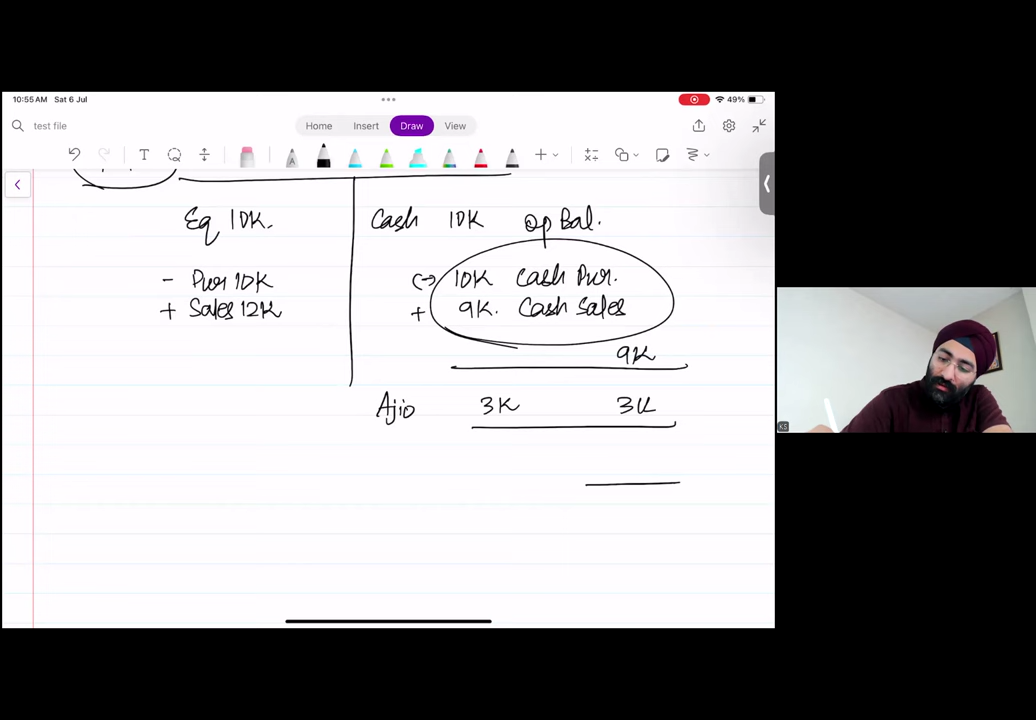 10:55 AM Sat 6 Jul
49%
test file
Home Insert Draw View
T
A
Eq 10K.
Cash 10K op Bal.
- Pur 10K
(-) 10K Cash Pur.
+ Sales 12K
+ 9K. Cash Sales
9K
Ajio 3K 3K
KS